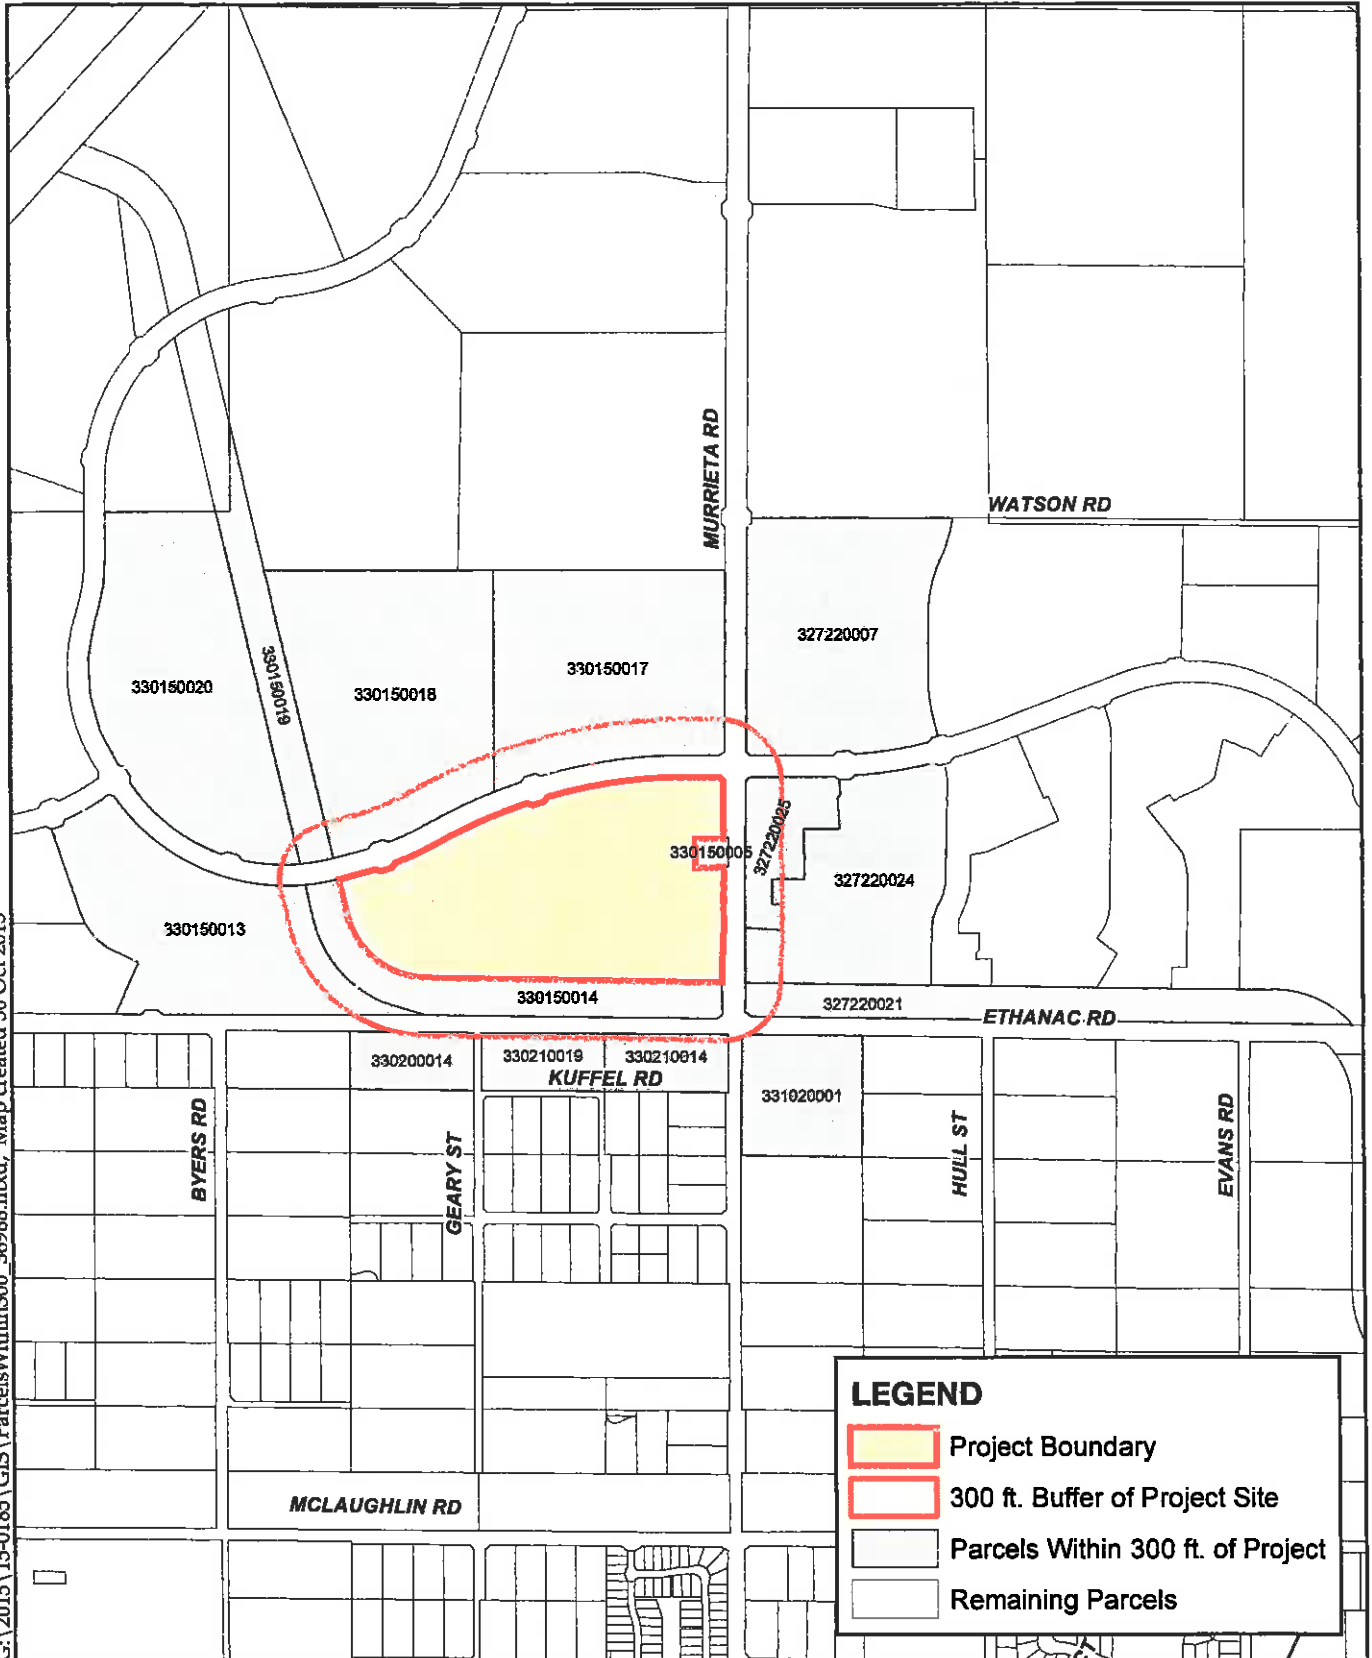 MURRIETA RD
WATSON RD
327220007
330150017
330150020
330150019
330150018
327220025
330150005
327220024
330150013
330150014
327220021
ETHANAC RD
330200014
330210019
330210014
KUFFEL RD
331020001
BYERS RD
GEARY ST
HULL ST
EVANS RD
MCLAUGHLIN RD
LEGEND
Project Boundary
300 ft. Buffer of Project Site
Parcels Within 300 ft. of Project
Remaining Parcels